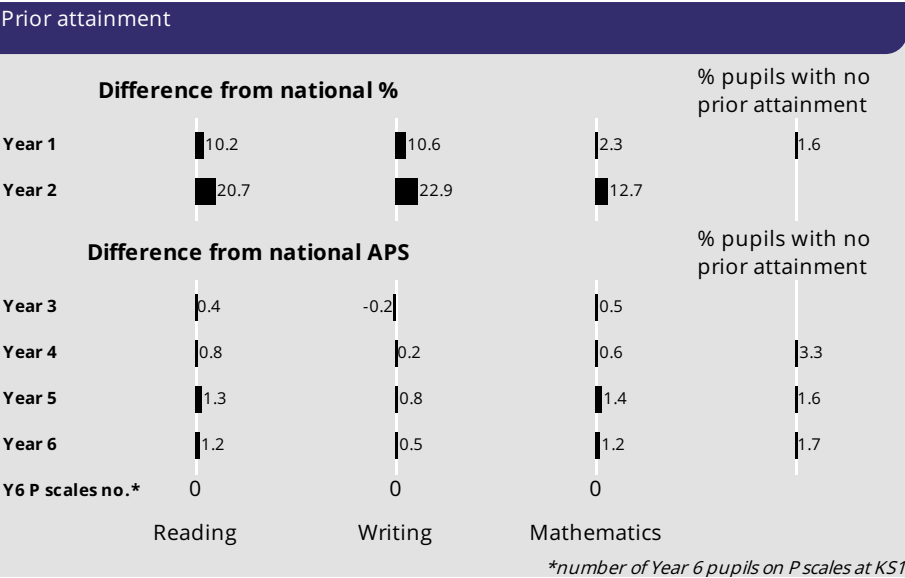 Prior attainment
Difference from national %
% pupils with no
prior attainment
Year 1 10.2 10.6 2.3 1.6
Year 2 20.7 22.9 12.7
Difference from national APS
% pupils with no
prior attainment
Year 3 0.4 -0.2 0.5
Year 4 0.8 0.2 0.6 3.3
Year 5 1.3 0.8 1.4 1.6
Year 6 1.2 0.5 1.2 1.7
Y6 P scales no.* 0 0 0
Reading Writing Mathematics
*number of Year 6 pupils on P scales at KS1